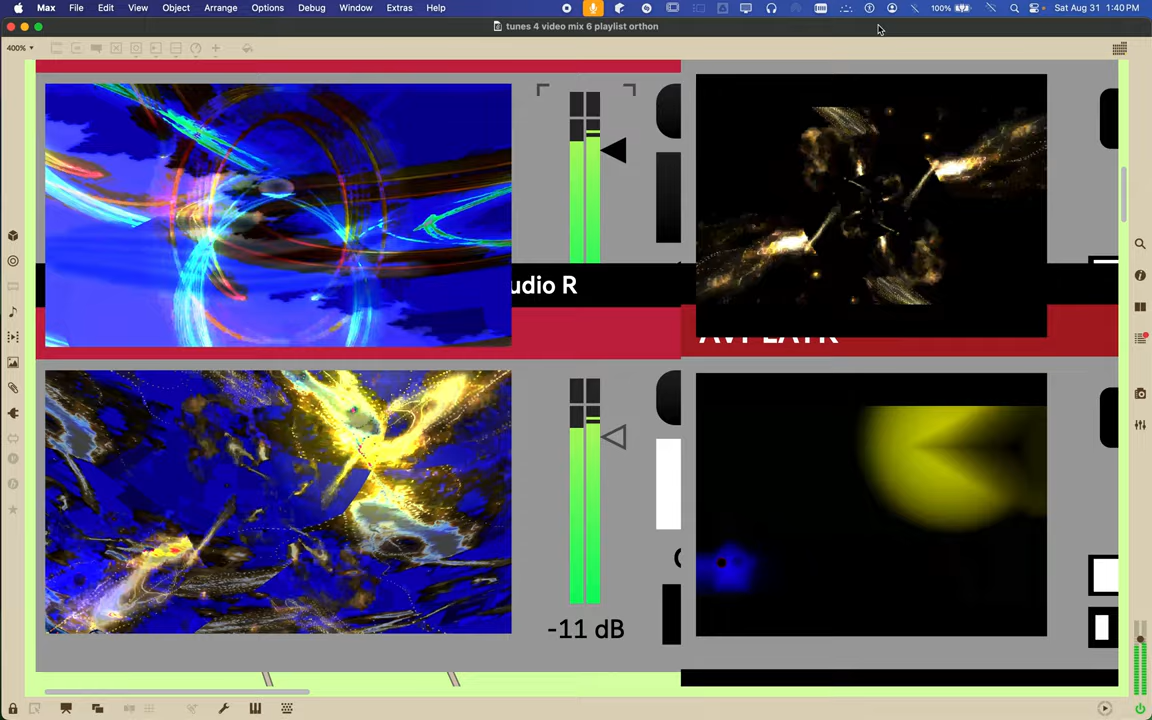 Max File Edit View Object Arrange Options Debug Window Extras Help 100% Sat Aug 31 1:40 PM
tunes 4 video mix 6 playlist orthon
400%
udio R
-11 dB